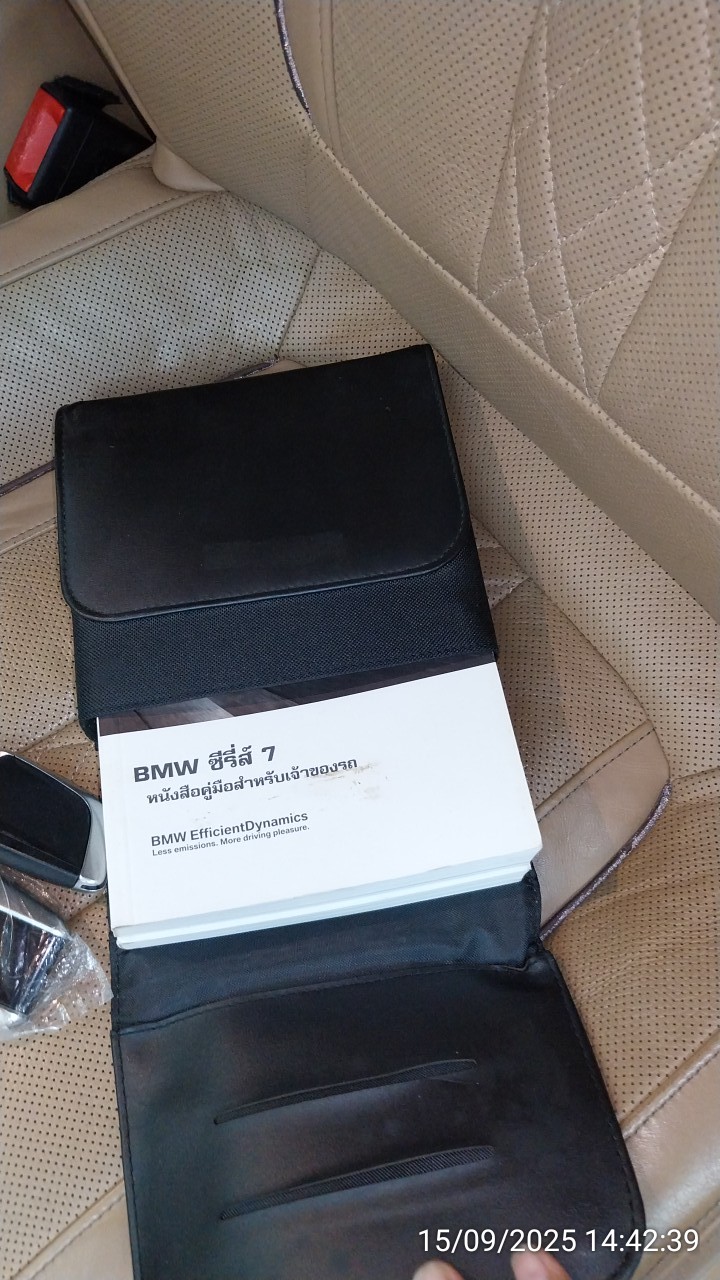 BMW ซีรี่ส์ 7
หนังสือคู่มือสำหรับเจ้าของรถ
BMW EfficientDynamics
Less emissions. More driving pleasure.
15/09/2025 14:42:39